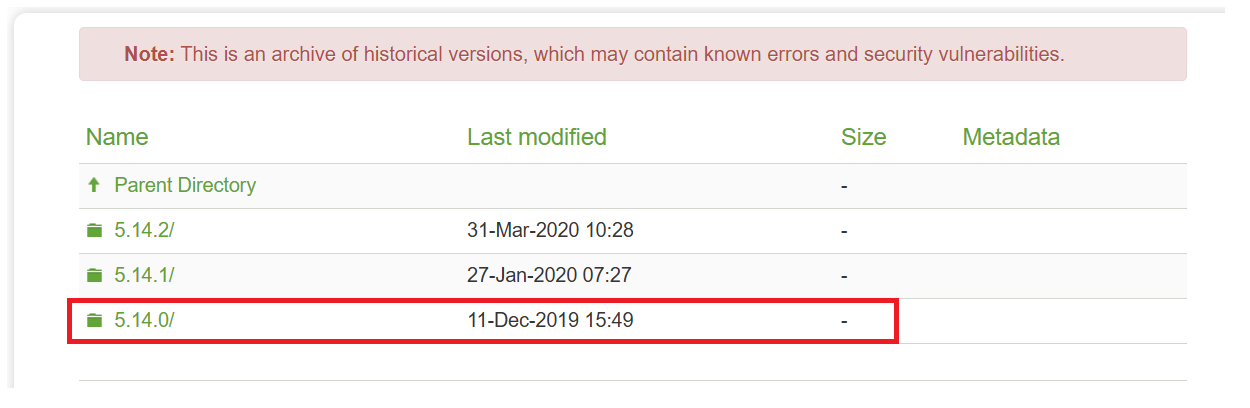 Note: This is an archive of historical versions, which may contain known errors and security vulnerabilities.
Name Last modified Size Metadata
Parent Directory -
5.14.2/ 31-Mar-2020 10:28 -
5.14.1/ 27-Jan-2020 07:27 -
5.14.0/ 11-Dec-2019 15:49 -